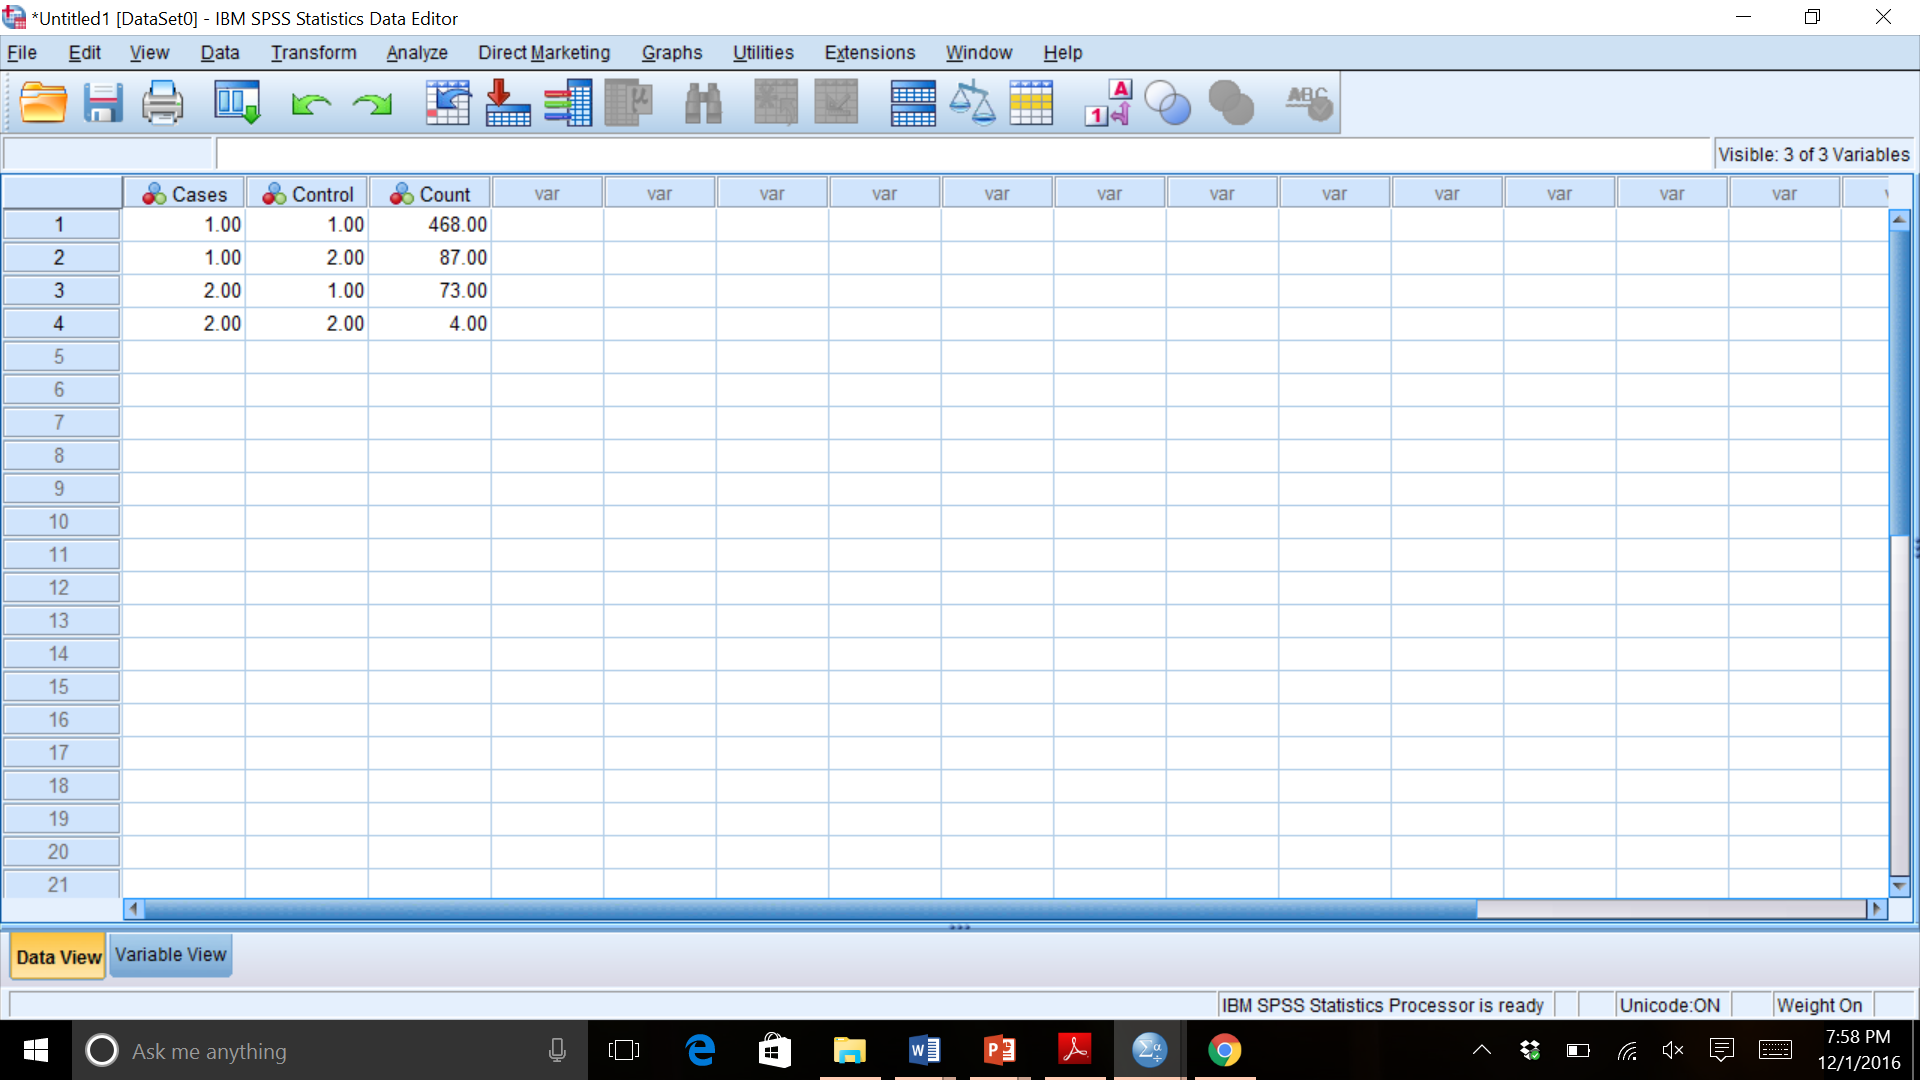 *Untitled1 [DataSet0] - IBM SPSS Statistics Data Editor
File Edit View Data Transform Analyze Direct Marketing Graphs Utilities Extensions Window Help
μ A 1 ABC
Visible: 3 of 3 Variables
Cases Control Count var var var var var var var var var var var var
1 1.00 1.00 468.00
2 1.00 2.00 87.00
3 2.00 1.00 73.00
4 2.00 2.00 4.00
5
6
7
8
9
10
11
12
13
14
15
16
17
18
19
20
21
Data View Variable View
IBM SPSS Statistics Processor is ready Unicode:ON Weight On
Ask me anything
7:58 PM
12/1/2016